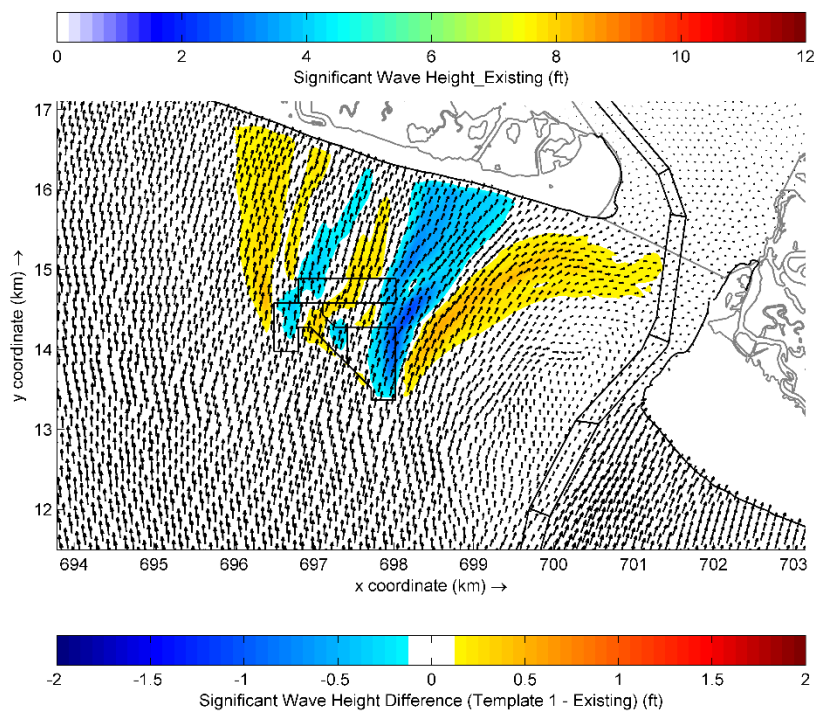 0 2 4 6 8 10 12
Significant Wave Height_Existing (ft)
17
16
15
14
13
12
y coordinate (km) →
694 695 696 697 698 699 700 701 702 703
x coordinate (km) →
-2 -1.5 -1 -0.5 0 0.5 1 1.5 2
Significant Wave Height Difference (Template 1 - Existing) (ft)